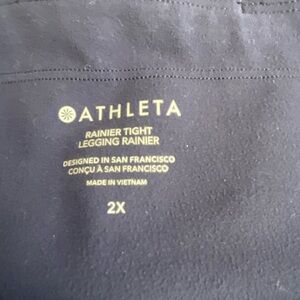 ATHLETA
RAINIER TIGHT
LEGGING RAINIER
DESIGNED IN SAN FRANCISCO
CONÇU À SAN FRANCISCO
MADE IN VIETNAM
2X